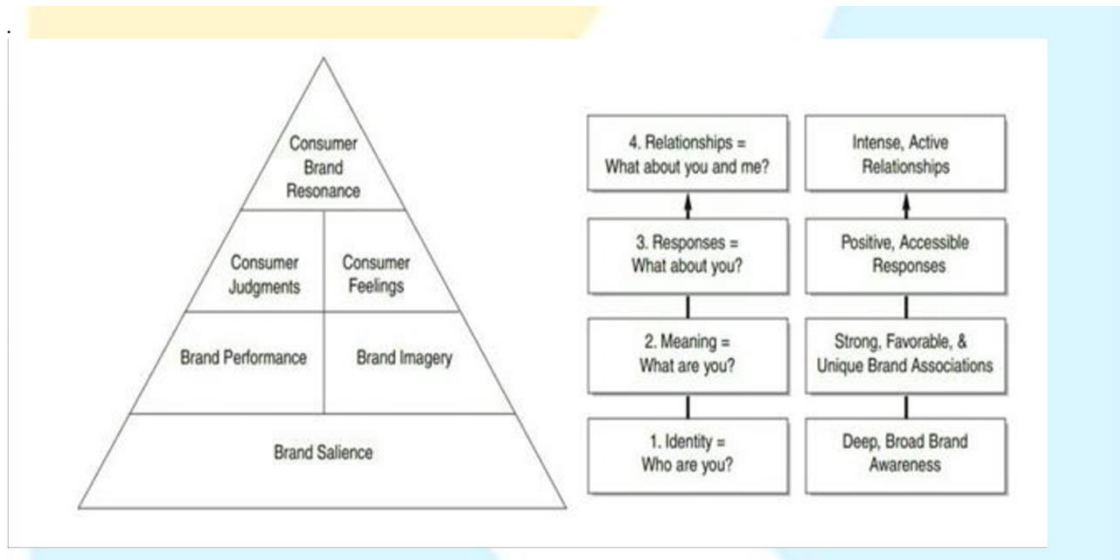 .
Consumer
Brand
Resonance
Consumer
Judgments
Consumer
Feelings
Brand Performance
Brand Imagery
Brand Salience
4. Relationships =
What about you and me?
Intense, Active
Relationships
3. Responses =
What about you?
Positive, Accessible
Responses
2. Meaning =
What are you?
Strong, Favorable, &
Unique Brand Associations
1. Identity =
Who are you?
Deep, Broad Brand
Awareness